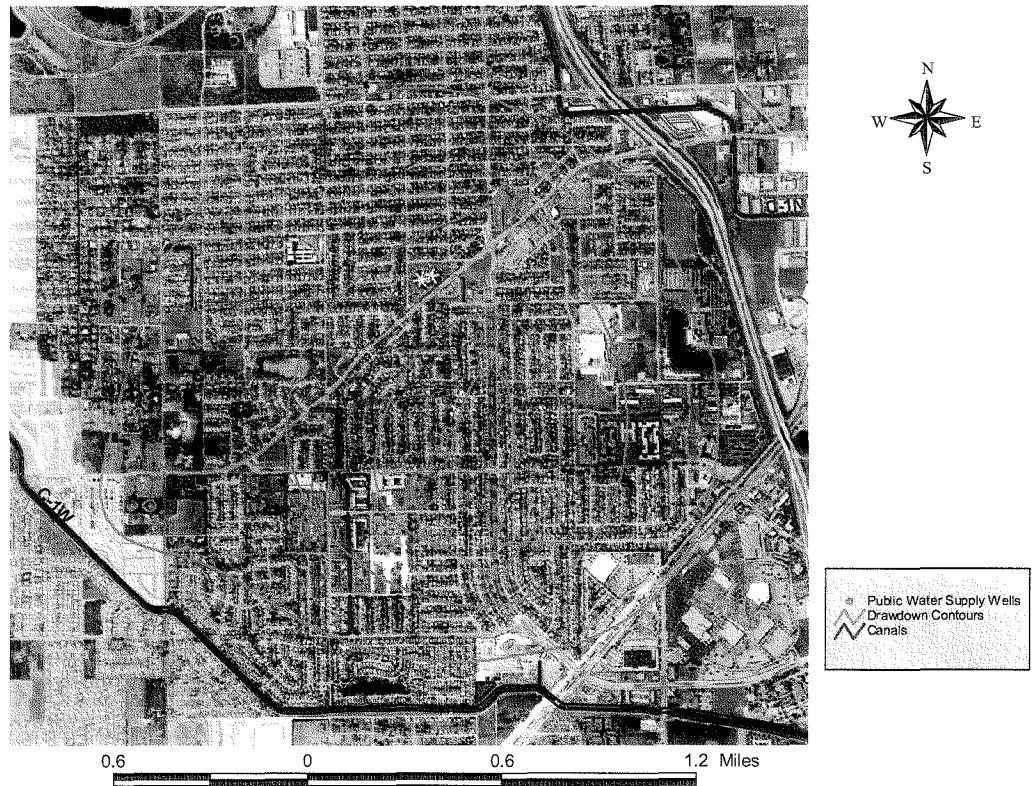 N
W E
S
C-1N
C-1W
Public Water Supply Wells
Drawdown Contours
Canals
0.6 0 0.6 1.2 Miles